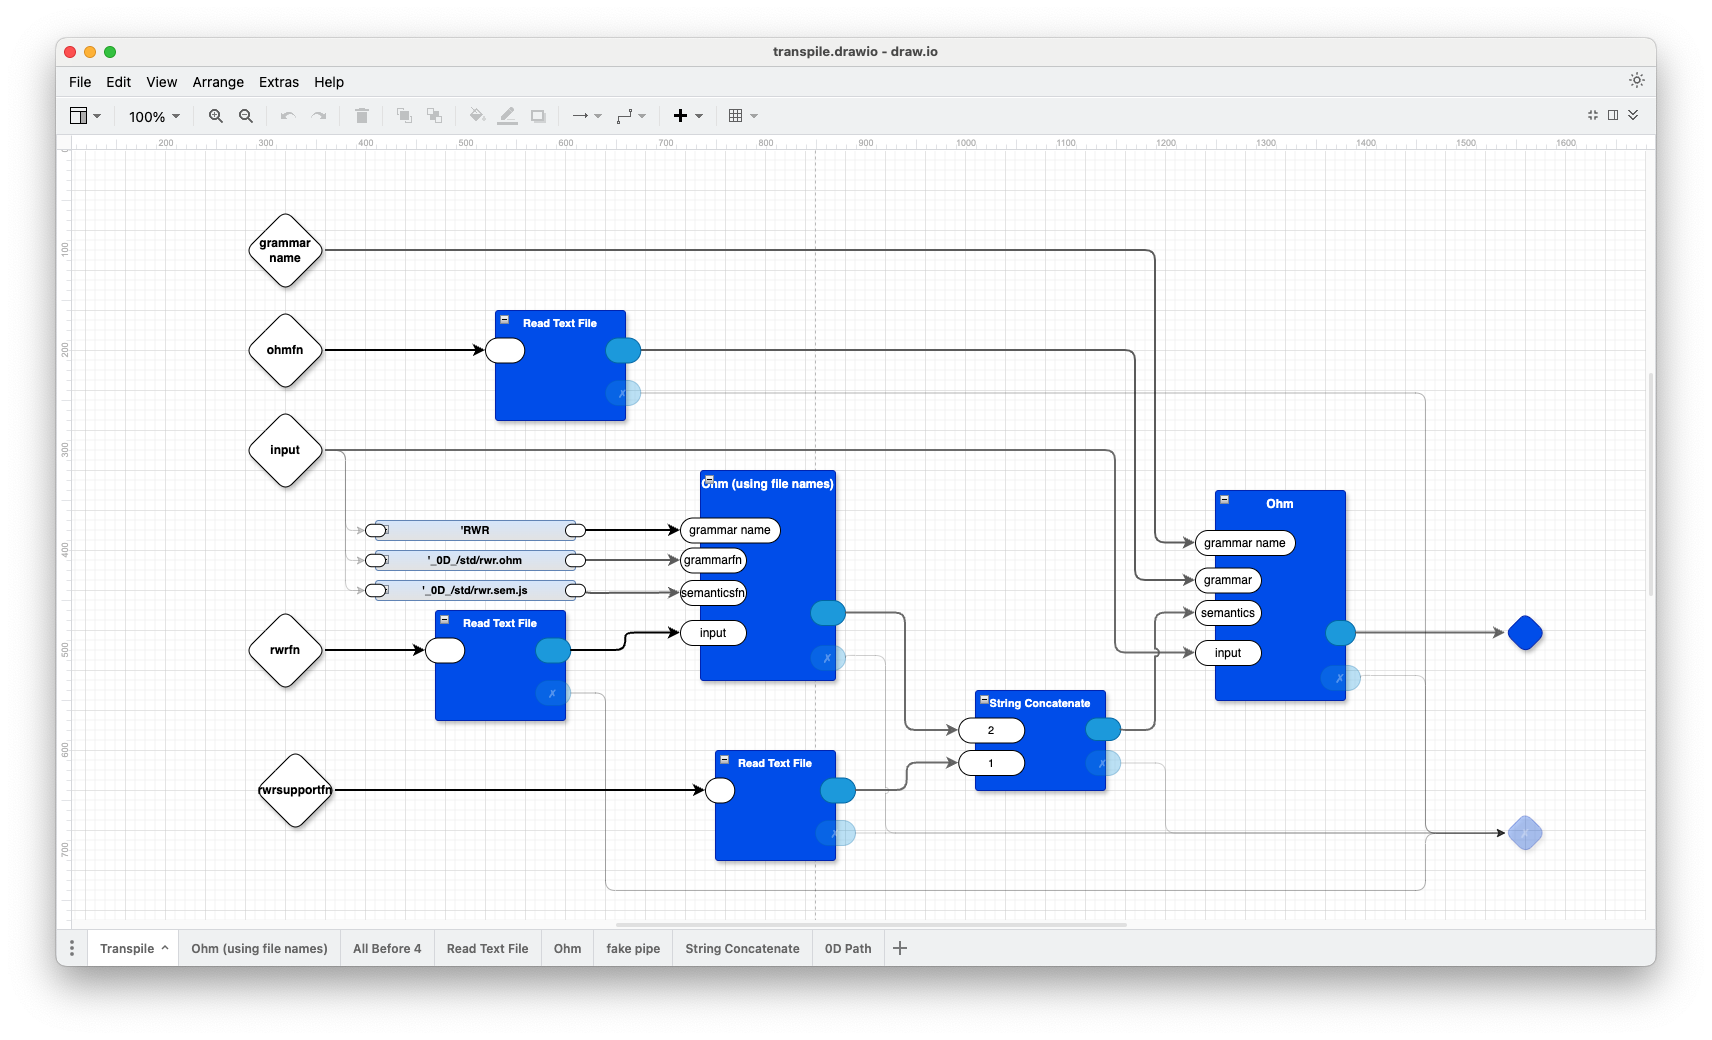 transpile.drawio - draw.io
File Edit View Arrange Extras Help
100%
200 300 400 500 600 700 800 900 1000 1100 1200 1300 1400 1500 1600
100
200
300
400
500
600
700
grammar
name
ohmfn
input
rwrfn
rwrsupportfn
Read Text File
✗
'RWR
'_0D_/std/rwr.ohm
'_0D_/std/rwr.sem.js
Read Text File
✗
Ohm (using file names)
grammar name
grammarfn
semanticsfn
input
✗
Read Text File
✗
String Concatenate
2
1
✗
Ohm
grammar name
grammar
semantics
input
✗
✗
Transpile Ohm (using file names) All Before 4 Read Text File Ohm fake pipe String Concatenate 0D Path